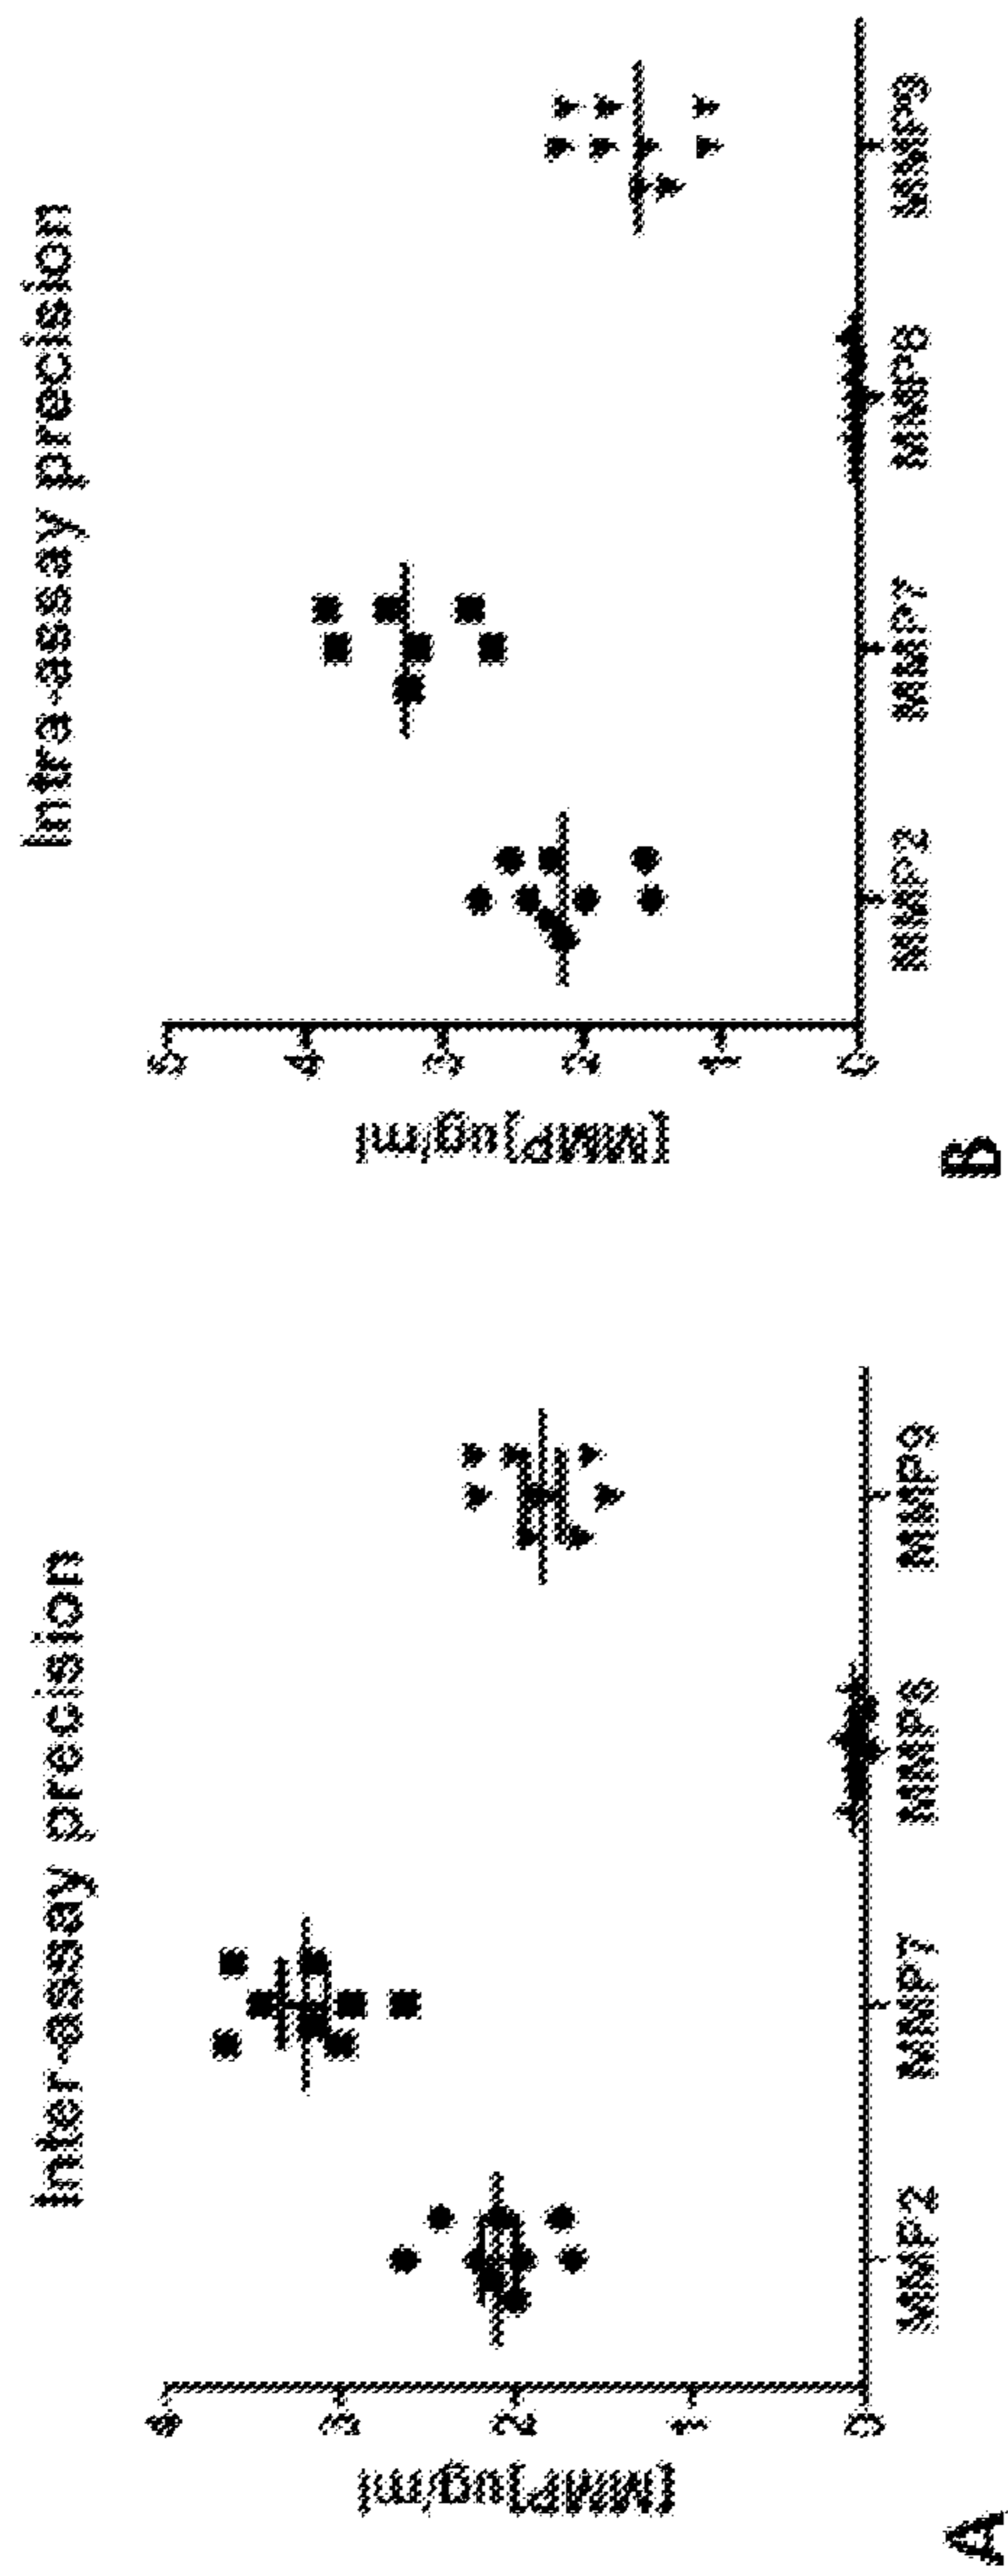 Inter-assay precision
[MMP]ug/ml
4
3
2
1
0
MMP2
MMP7
MMP8
MMP9
A
Intra-assay precision
[MMP]ug/ml
5
4
3
2
1
0
MMP2
MMP7
MMP8
MMP9
B